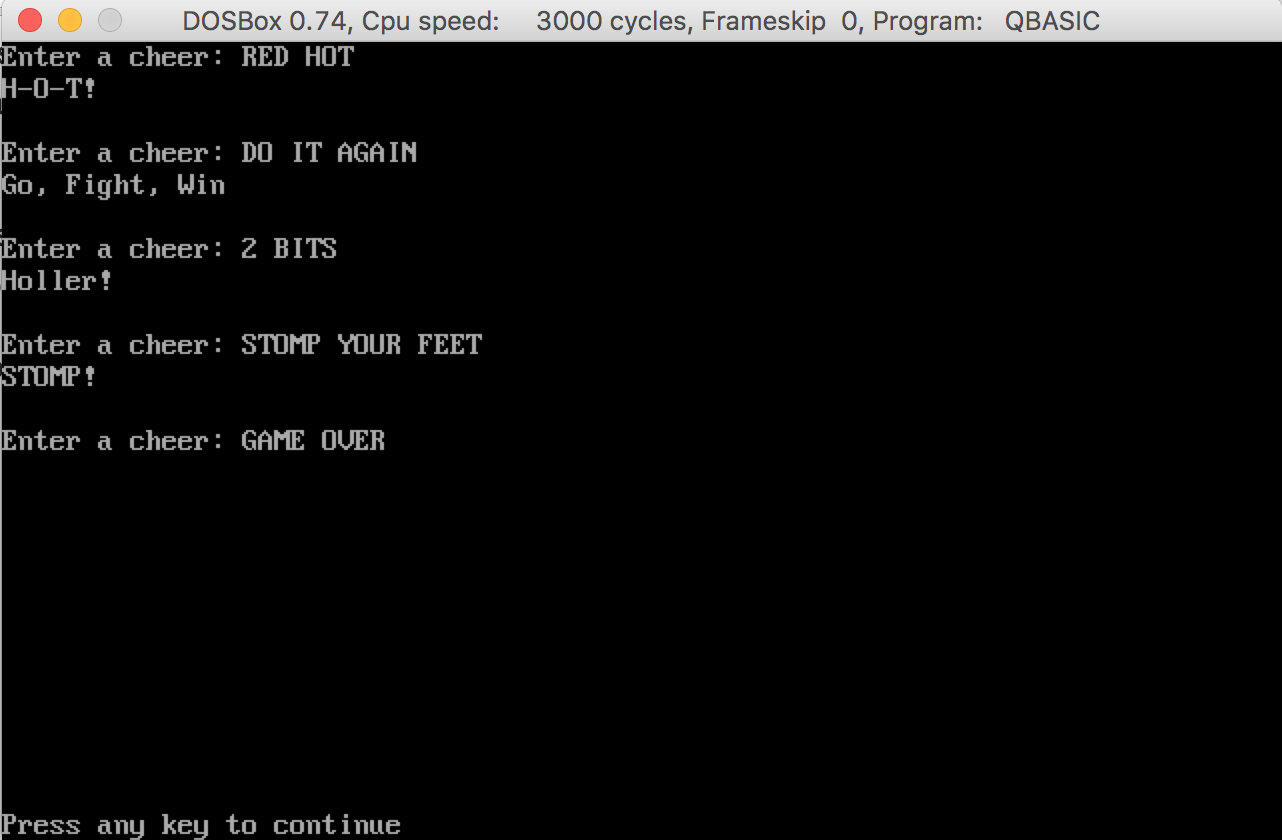 DOSBox 0.74, Cpu speed: 3000 cycles, Frameskip 0, Program: QBASIC
Enter a cheer: RED HOT
H-O-T!
Enter a cheer: DO IT AGAIN
Go, Fight, Win
Enter a cheer: 2 BITS
Holler!
Enter a cheer: STOMP YOUR FEET
STOMP!
Enter a cheer: GAME OVER
Press any key to continue